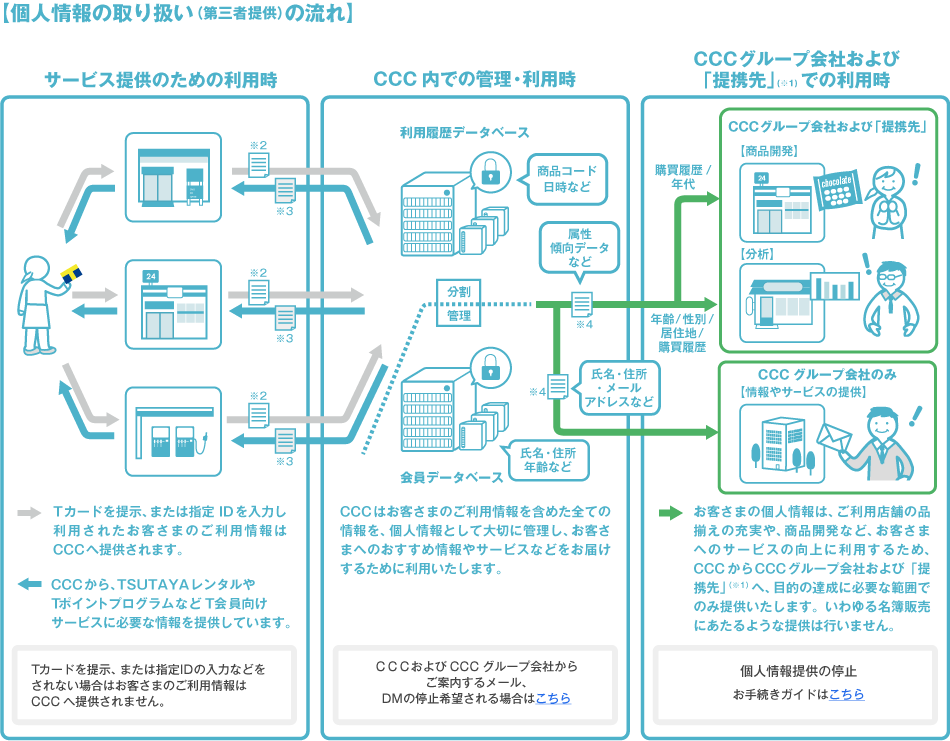 【個人情報の取り扱い（第三者提供）の流れ】
サービス提供のための利用時
※2
※3
24
※2
※3
※2
※3
Tカードを提示、または指定 IDを入力し
利用されたお客さまのご利用情報は
CCCへ提供されます。
CCCから、TSUTAYAレンタルや
Tポイントプログラムなど T会員向け
サービスに必要な情報を提供しています。
Tカードを提示、または指定IDの入力などを
されない場合はお客さまのご利用情報は
CCC へ提供されません。
CCC 内での管理・利用時
利用履歴データベース
商品コード
日時など
属性
傾向データ
など
分割
管理
※4
※4
氏名・住所
・メール
アドレスなど
氏名・住所
年齢など
会員データベース
CCCはお客さまのご利用情報を含めた全ての
情報を、個人情報として大切に管理し、お客さ
まへのおすすめ情報やサービスなどをお届け
するために利用いたします。
CCCおよび CCC グループ会社から
ご案内するメール、
DMの停止希望される場合はこちら
CCCグループ会社および
「提携先」（※1）での利用時
購買履歴 /
年代
年齢/性別/
居住地/
購買履歴
CCCグループ会社および「提携先」
【商品開発】
24
chocolate
【分析】
CCC グループ会社のみ
【情報やサービスの提供】
お客さまの個人情報は、ご利用店舗の品
揃えの充実や、商品開発など、お客さま
へのサービスの向上に利用するため、
CCCからCCCグループ会社および 「提
携先」（※1）へ、目的の達成に必要な範囲で
のみ提供いたします。いわゆる名簿販売
にあたるような提供は行いません。
個人情報提供の停止
お手続きガイドはこちら